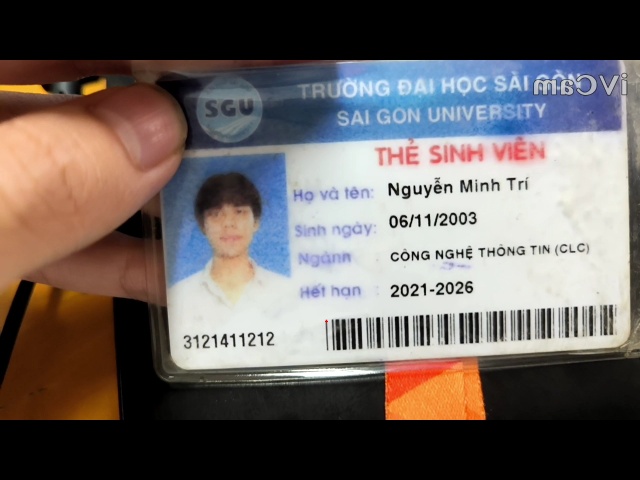 SGU
TRƯỜNG ĐẠI HỌC SÀI GÒN
iVCam
SAI GON UNIVERSITY
THẺ SINH VIÊN
Họ và tên: Nguyễn Minh Trí
Sinh ngày: 06/11/2003
Ngành : CÔNG NGHỆ THÔNG TIN (CLC)
Hết hạn : 2021-2026
3121411212